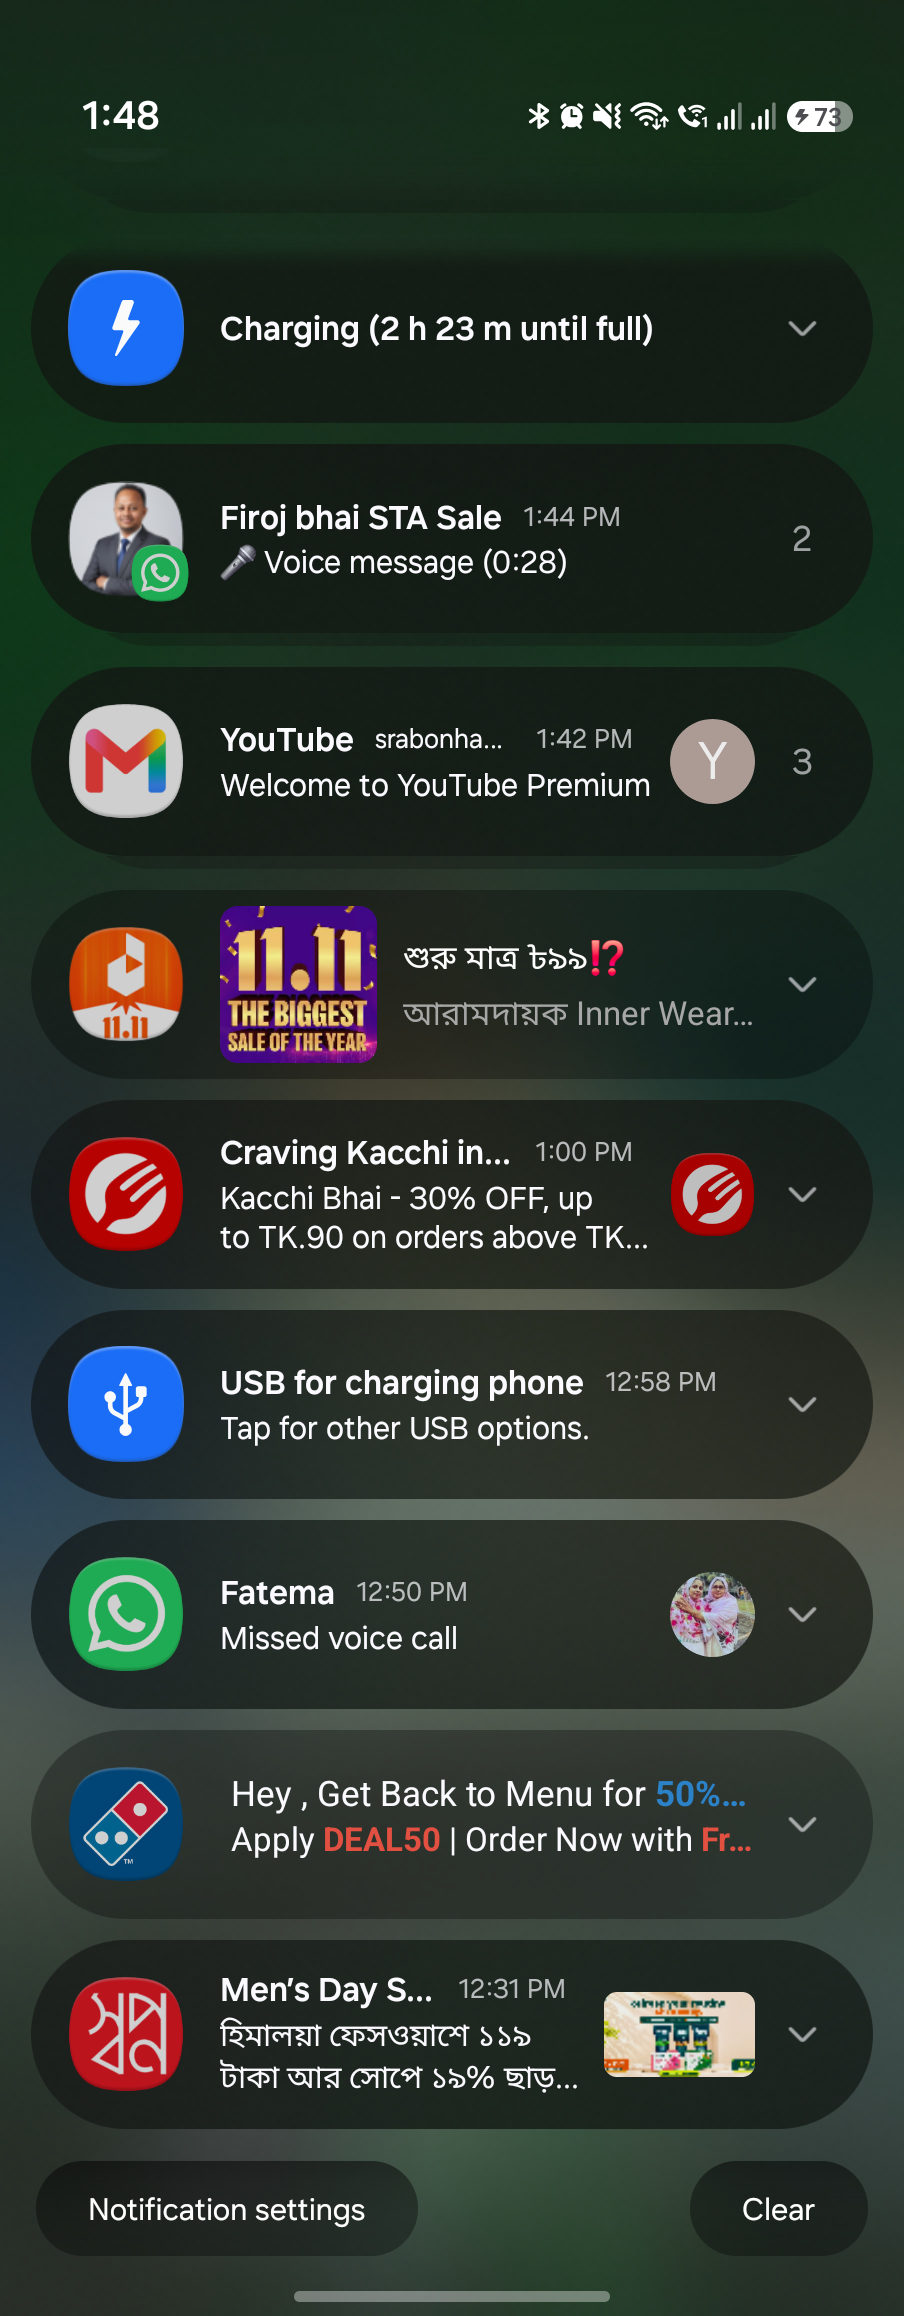 1:48
73
Charging (2 h 23 m until full)
Firoj bhai STA Sale 1:44 PM
Voice message (0:28)
2
YouTube srabonha... 1:42 PM
Welcome to YouTube Premium
Y
3
11.11
11.11
THE BIGGEST
SALE OF THE YEAR
শুরু মাত্র ৳৯৯⁉️
আরামদায়ক Inner Wear...
Craving Kacchi in... 1:00 PM
Kacchi Bhai - 30% OFF, up
to TK.90 on orders above TK...
USB for charging phone 12:58 PM
Tap for other USB options.
Fatema 12:50 PM
Missed voice call
Hey , Get Back to Menu for 50%...
Apply DEAL50 | Order Now with Fr...
স্বপ্ন
Men's Day S... 12:31 PM
হিমালয়া ফেসওয়াশে ১১৯
টাকা আর সোপে ১৯% ছাড়...
Notification settings
Clear